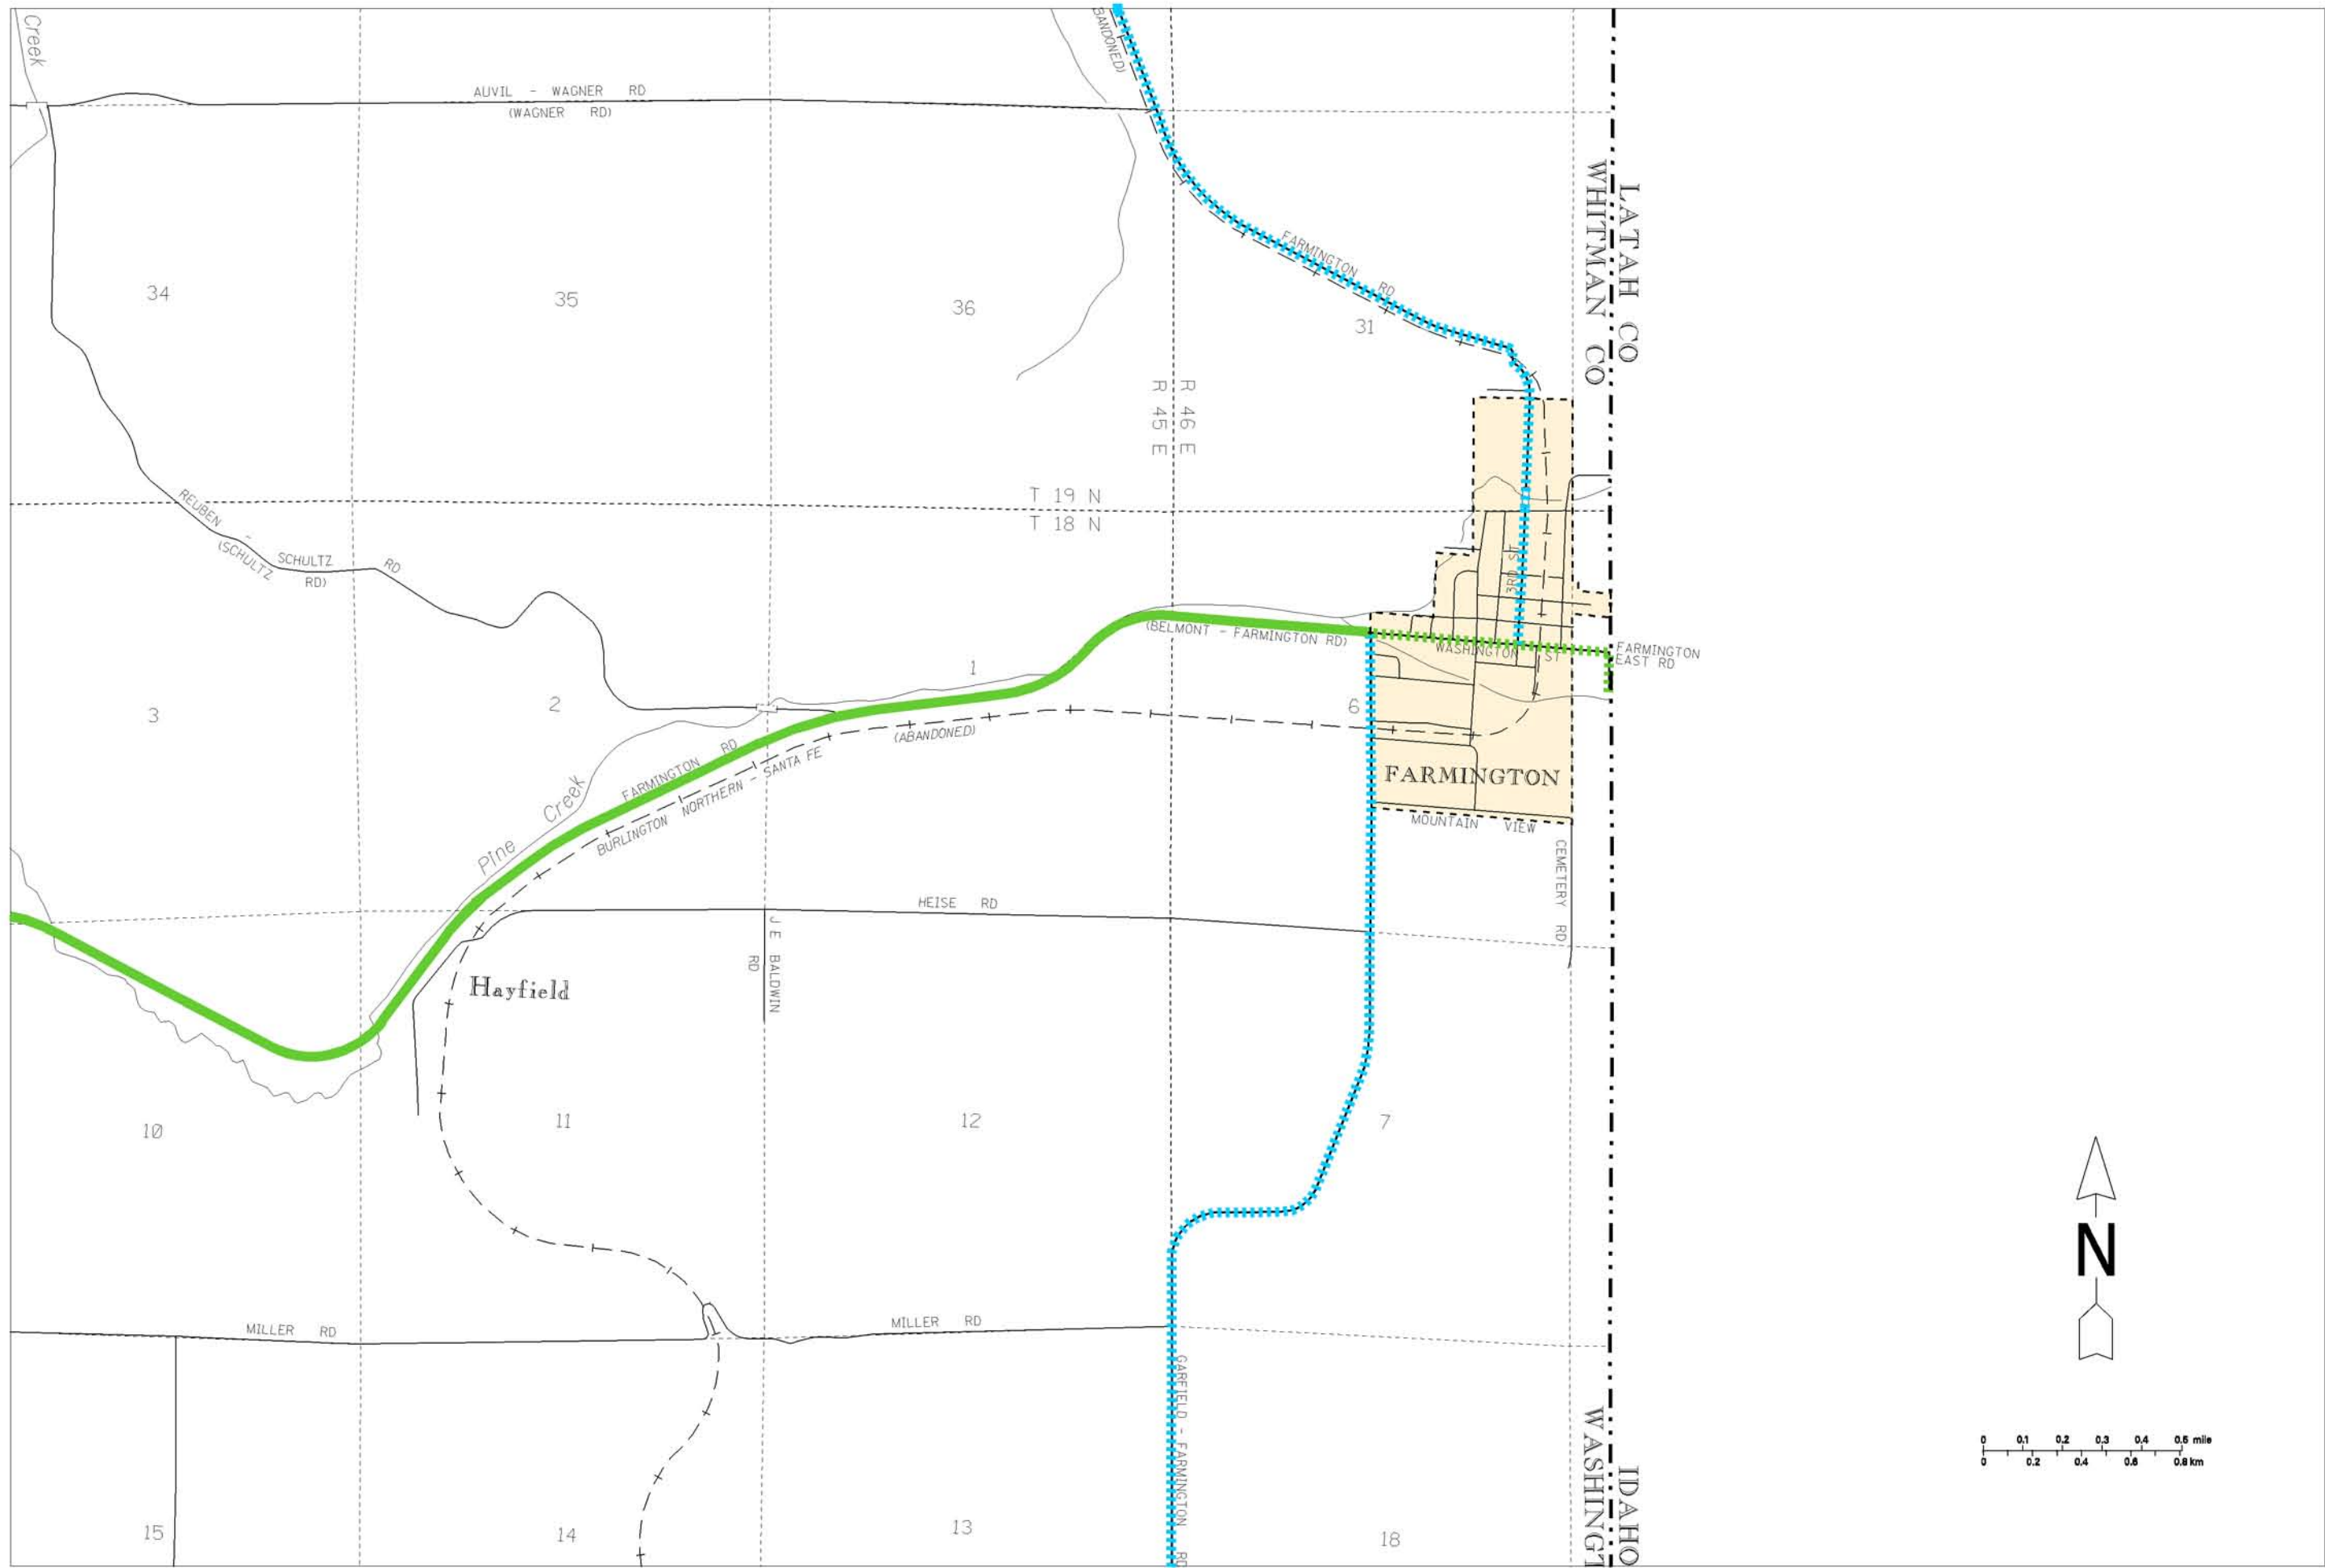 Creek
(BANDONED)
AUVIL - WAGNER RD
(WAGNER RD)
LATAH CO
WHITMAN CO
FARMINGTON RD
34
35
36
31
R 46 E
R 45 E
T 19 N
T 18 N
REUBEN - SCHULTZ RD
(SCHULTZ RD)
3RD ST
(BELMONT - FARMINGTON RD)
WASHINGTON ST
FARMINGTON
EAST RD
3
2
1
6
(ABANDONED)
FARMINGTON RD
BURLINGTON NORTHERN - SANTA FE
Pine Creek
FARMINGTON
MOUNTAIN VIEW
CEMETERY RD
HEISE RD
J E BALDWIN
RD
Hayfield
10
11
12
7
N
MILLER RD
MILLER RD
GARFIELD - FARMINGTON RD
0 0.1 0.2 0.3 0.4 0.5 mile
0 0.2 0.4 0.6 0.8 km
IDAHO
WASHINGT
15
14
13
18